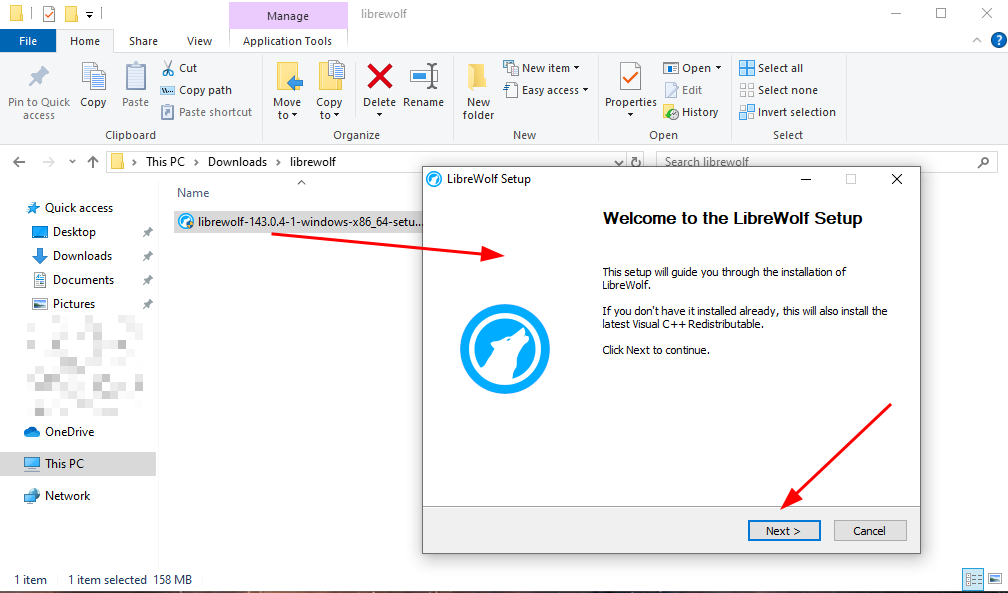 Manage
librewolf
File
Home
Share
View
Application Tools
Pin to Quick access
Copy
Paste
Cut
Copy path
Paste shortcut
Clipboard
Move to
Copy to
Delete
Rename
Organize
New folder
New item
Easy access
New
Properties
Open
Edit
History
Open
Select all
Select none
Invert selection
Select
This PC > Downloads > librewolf
Search librewolf
Name
librewolf-143.0.4-1-windows-x86_64-setu...
Quick access
Desktop
Downloads
Documents
Pictures
OneDrive
This PC
Network
LibreWolf Setup
Welcome to the LibreWolf Setup
This setup will guide you through the installation of
LibreWolf.
If you don't have it installed already, this will also install the
latest Visual C++ Redistributable.
Click Next to continue.
Next >
Cancel
1 item
1 item selected 158 MB